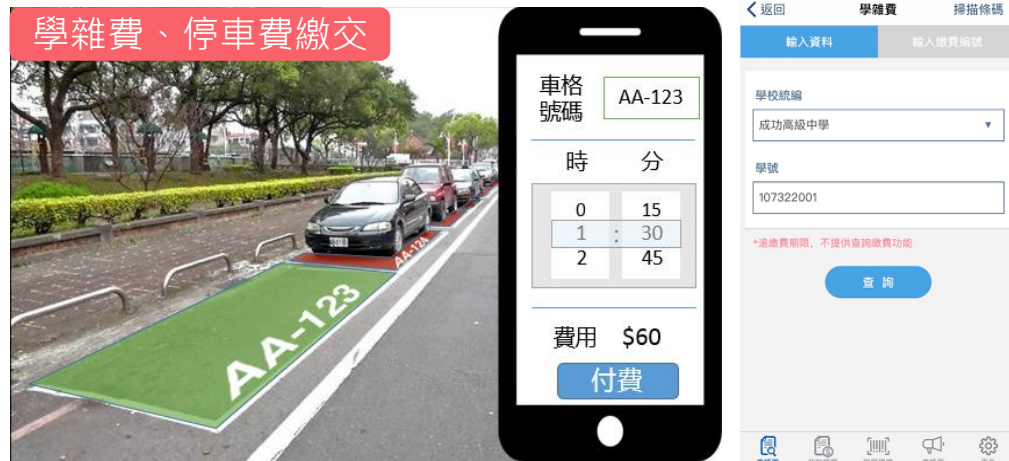 學雜費、停車費繳交
AA-123
AA-124
車格
號碼
AA-123
時 分
0 15
1 : 30
2 45
費用 $60
付費
返回 學雜費 掃描條碼
輸入資料 輸入繳費編號
學校統編
成功高級中學
學號
107322001
*逾繳費期限，不提供查詢繳費功能
查 詢